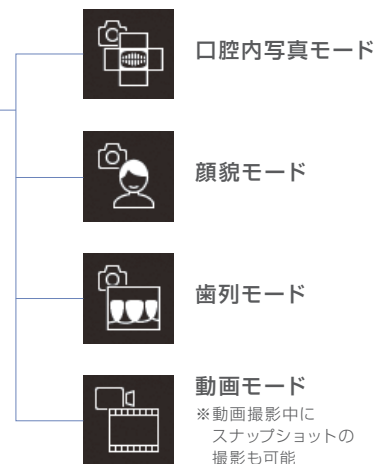 口腔内写真モード
顔貌モード
歯列モード
動画モード
※動画撮影中に
スナップショットの
撮影も可能